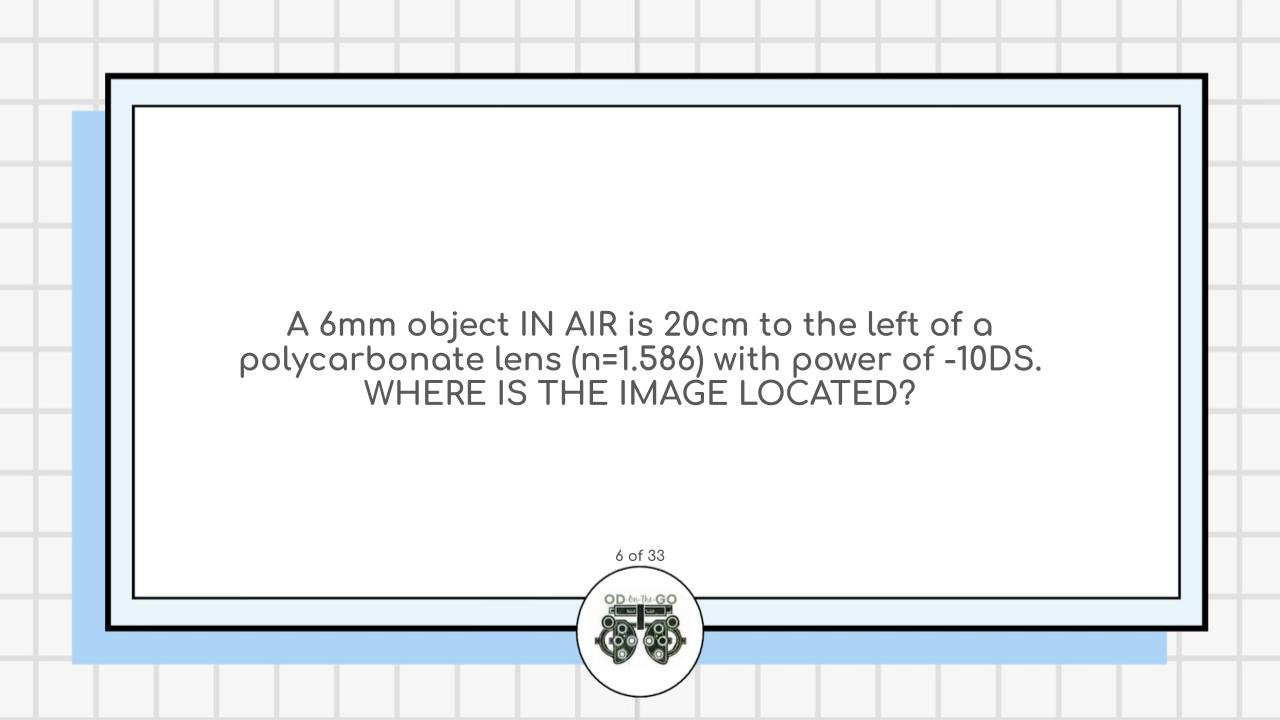 A 6mm object IN AIR is 20cm to the left of a
polycarbonate lens (n=1.586) with power of -10DS.
WHERE IS THE IMAGE LOCATED?
6 of 33
OD-On-The-GO